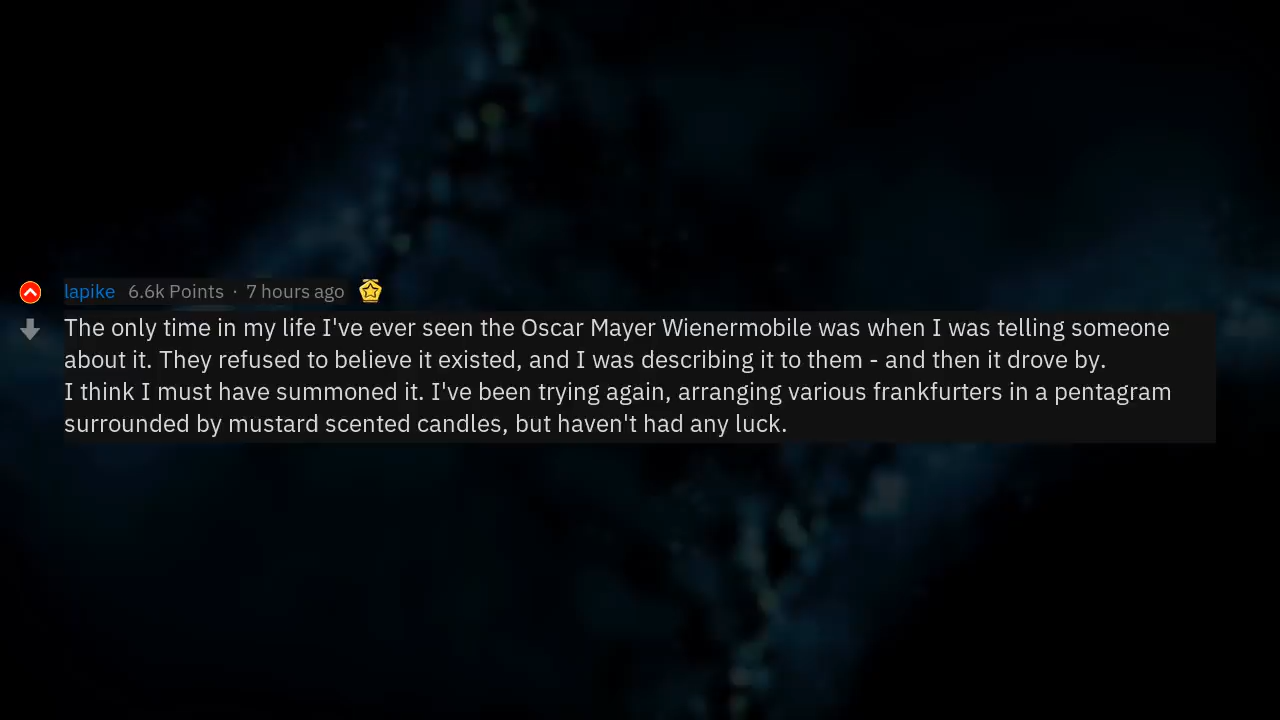 lapike 6.6k Points · 7 hours ago
The only time in my life I've ever seen the Oscar Mayer Wienermobile was when I was telling someone
about it. They refused to believe it existed, and I was describing it to them - and then it drove by.
I think I must have summoned it. I've been trying again, arranging various frankfurters in a pentagram
surrounded by mustard scented candles, but haven't had any luck.